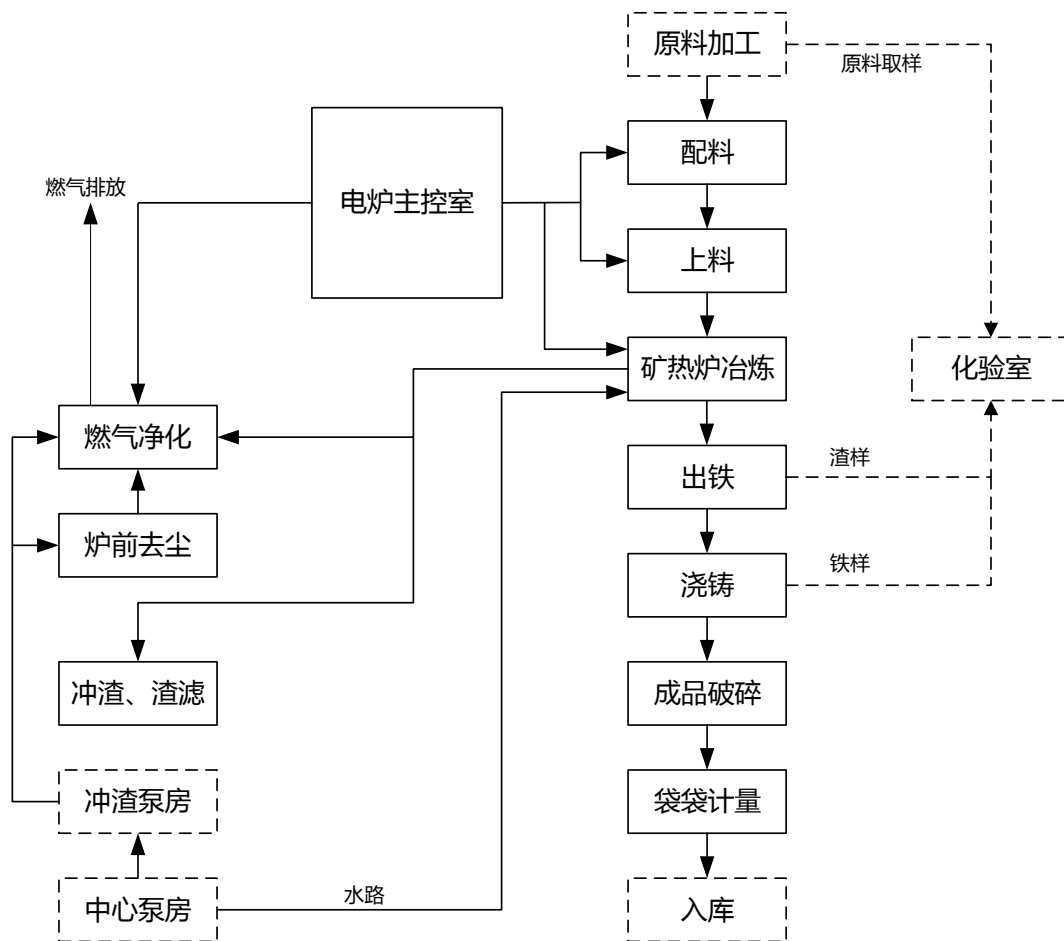 原料加工
原料取样
配料
电炉主控室
燃气排放
上料
矿热炉冶炼
化验室
燃气净化
出铁
渣样
炉前去尘
浇铸
铁样
冲渣、渣滤
成品破碎
冲渣泵房
袋袋计量
中心泵房
水路
入库